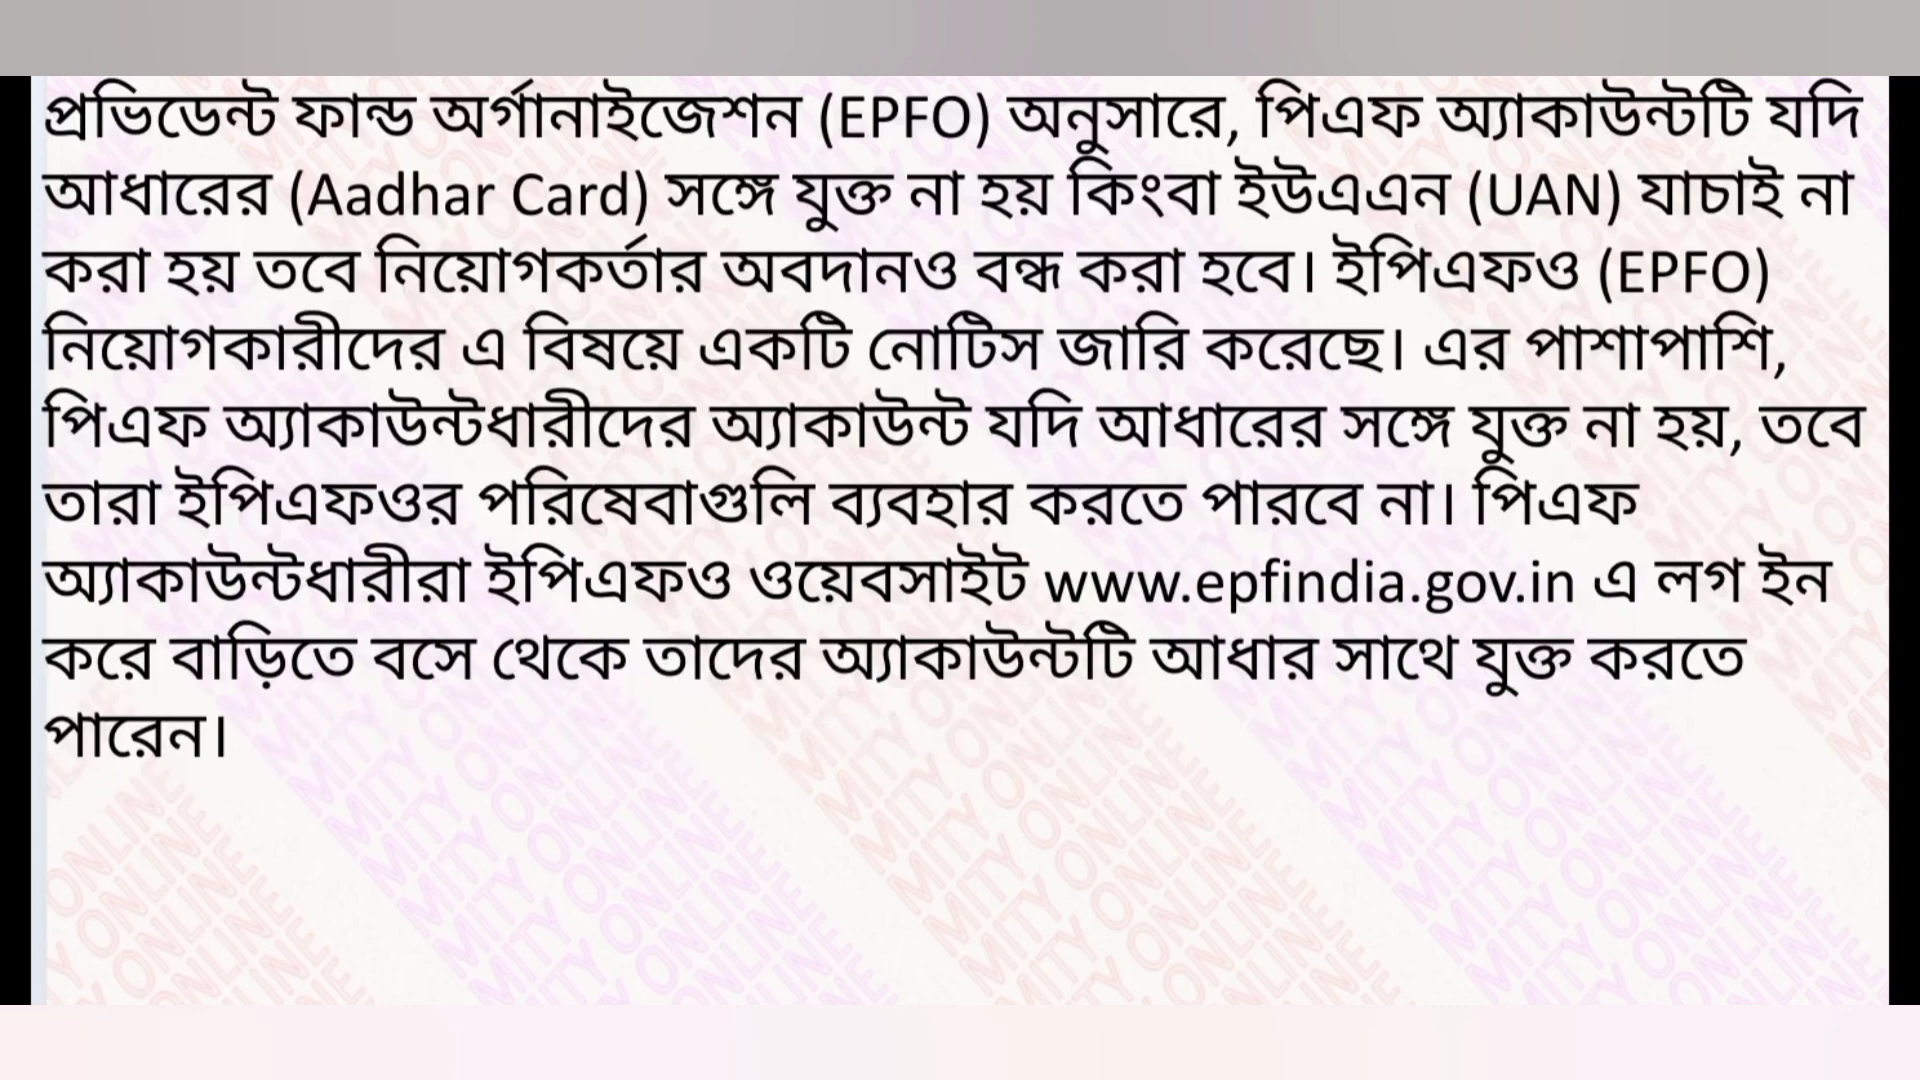 প্রভিডেন্ট ফান্ড অর্গানাইজেশন (EPFO) অনুসারে, পিএফ অ্যাকাউন্টটি যদি
আধারের (Aadhar Card) সঙ্গে যুক্ত না হয় কিংবা ইউএএন (UAN) যাচাই না
করা হয় তবে নিয়োগকর্তার অবদানও বন্ধ করা হবে। ইপিএফও (EPFO)
নিয়োগকারীদের এ বিষয়ে একটি নোটিস জারি করেছে। এর পাশাপাশি,
পিএফ অ্যাকাউন্টধারীদের অ্যাকাউন্ট যদি আধারের সঙ্গে যুক্ত না হয়, তবে
তারা ইপিএফওর পরিষেবাগুলি ব্যবহার করতে পারবে না। পিএফ
অ্যাকাউন্টধারীরা ইপিএফও ওয়েবসাইট www.epfindia.gov.in এ লগ ইন
করে বাড়িতে বসে থেকে তাদের অ্যাকাউন্টটি আধার সাথে যুক্ত করতে
পারেন।
MITY ONLINE